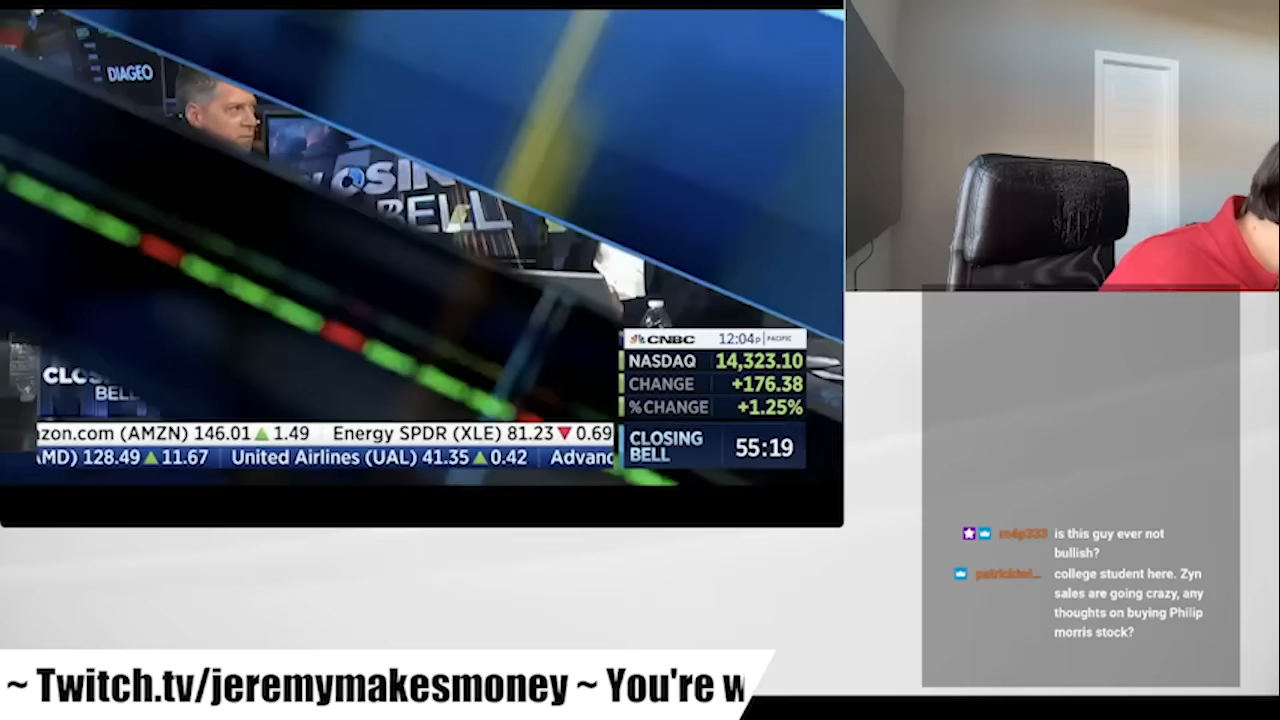 DIAGEO
BELL
CNBC 12:04p PACIFIC
NASDAQ 14,323.10
CHANGE +176.38
%CHANGE +1.25%
CLOSING
BELL
55:19
BELL
zon.com (AMZN) 146.01 ▲ 1.49 Energy SPDR (XLE) 81.23 ▼ 0.69
MD) 128.49 ▲ 11.67 United Airlines (UAL) 41.35 ▲ 0.42 Advanc
is this guy ever not
bullish?
college student here. Zyn
sales are going crazy, any
thoughts on buying Philip
morris stock?
~ Twitch.tv/jeremymakesmoney ~ You're w